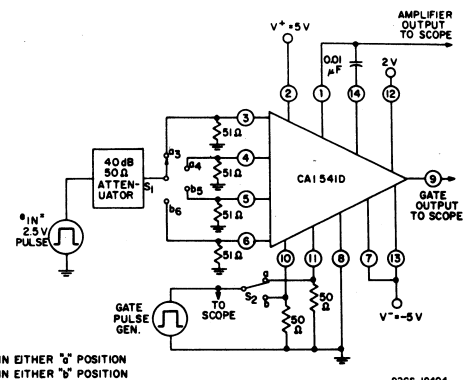 AMPLIFIER
OUTPUT
TO SCOPE
V+ = 5V
0.01
μF
2V
2
1
14
12
3
51Ω
a3
a4
4
51Ω
40dB
50Ω
ATTEN-
UATOR
S1
CA1541D
9
GATE
OUTPUT
TO SCOPE
b5
5
51Ω
b6
"eIN"
2.5V
PULSE
6
51Ω
10
11
8
7
13
a
S2
b
TO
SCOPE
GATE
PULSE
GEN.
50
Ω
50
Ω
V-=-5V
IN EITHER "a" POSITION
IN EITHER "b" POSITION